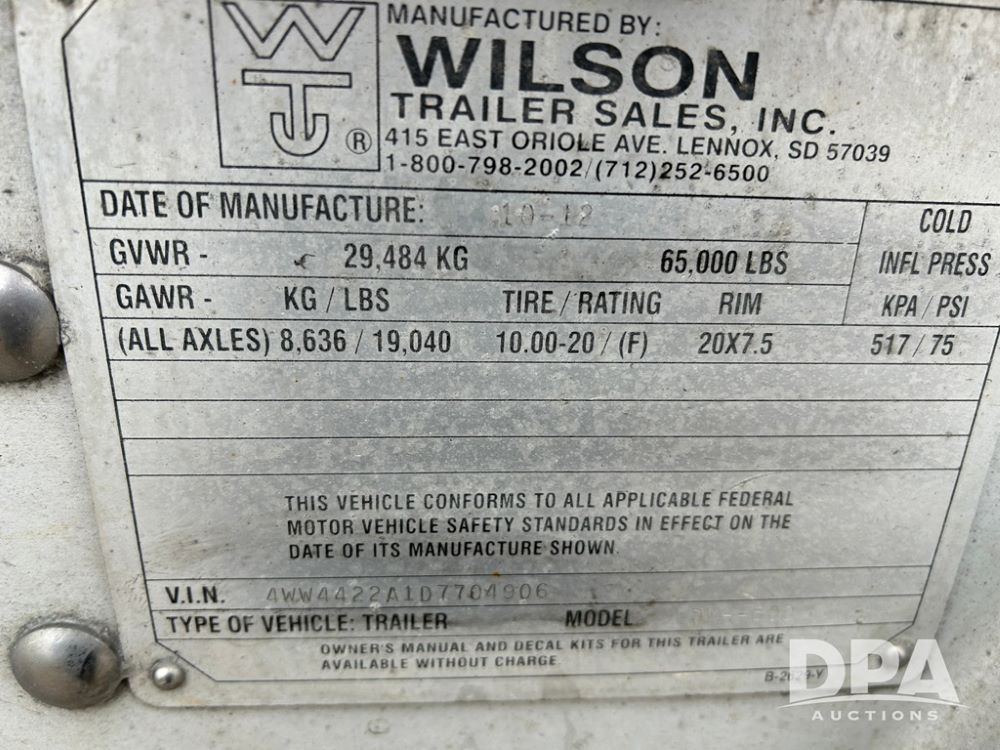 MANUFACTURED BY:
WILSON
TRAILER SALES, INC.
415 EAST ORIOLE AVE. LENNOX, SD 57039
1-800-798-2002/(712)252-6500
WT ®
DATE OF MANUFACTURE: 10-12
COLD
GVWR - 29,484 KG 65,000 LBS INFL PRESS
GAWR - KG / LBS TIRE / RATING RIM KPA / PSI
(ALL AXLES) 8,636 / 19,040 10.00-20 / (F) 20X7.5 517 / 75
THIS VEHICLE CONFORMS TO ALL APPLICABLE FEDERAL
MOTOR VEHICLE SAFETY STANDARDS IN EFFECT ON THE
DATE OF ITS MANUFACTURE SHOWN.
V.I.N. 4WW4422A1D7704906
TYPE OF VEHICLE: TRAILER MODEL
OWNER'S MANUAL AND DECAL KITS FOR THIS TRAILER ARE
AVAILABLE WITHOUT CHARGE.
B-2629-Y
DPA
AUCTIONS